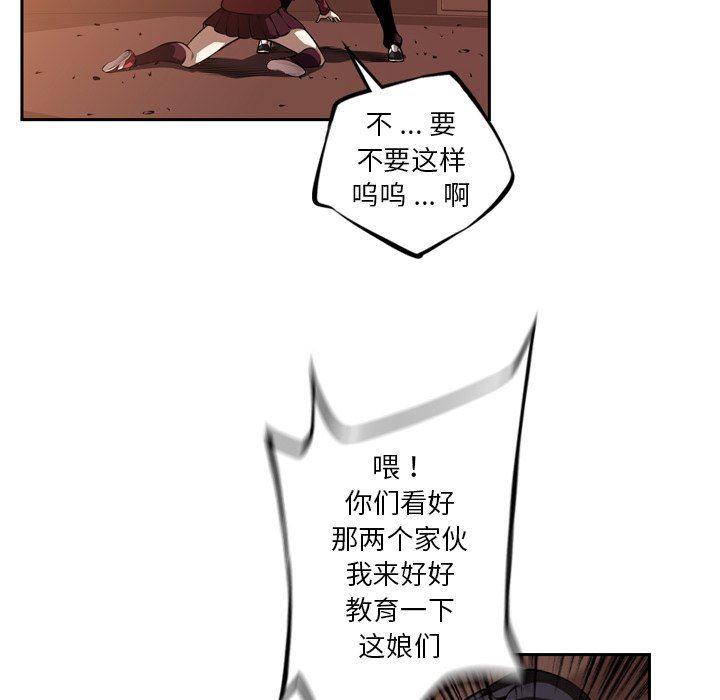 不...要
不要这样
呜呜...啊
喂！
你们看好
那两个家伙
我来好好
教育一下
这娘们